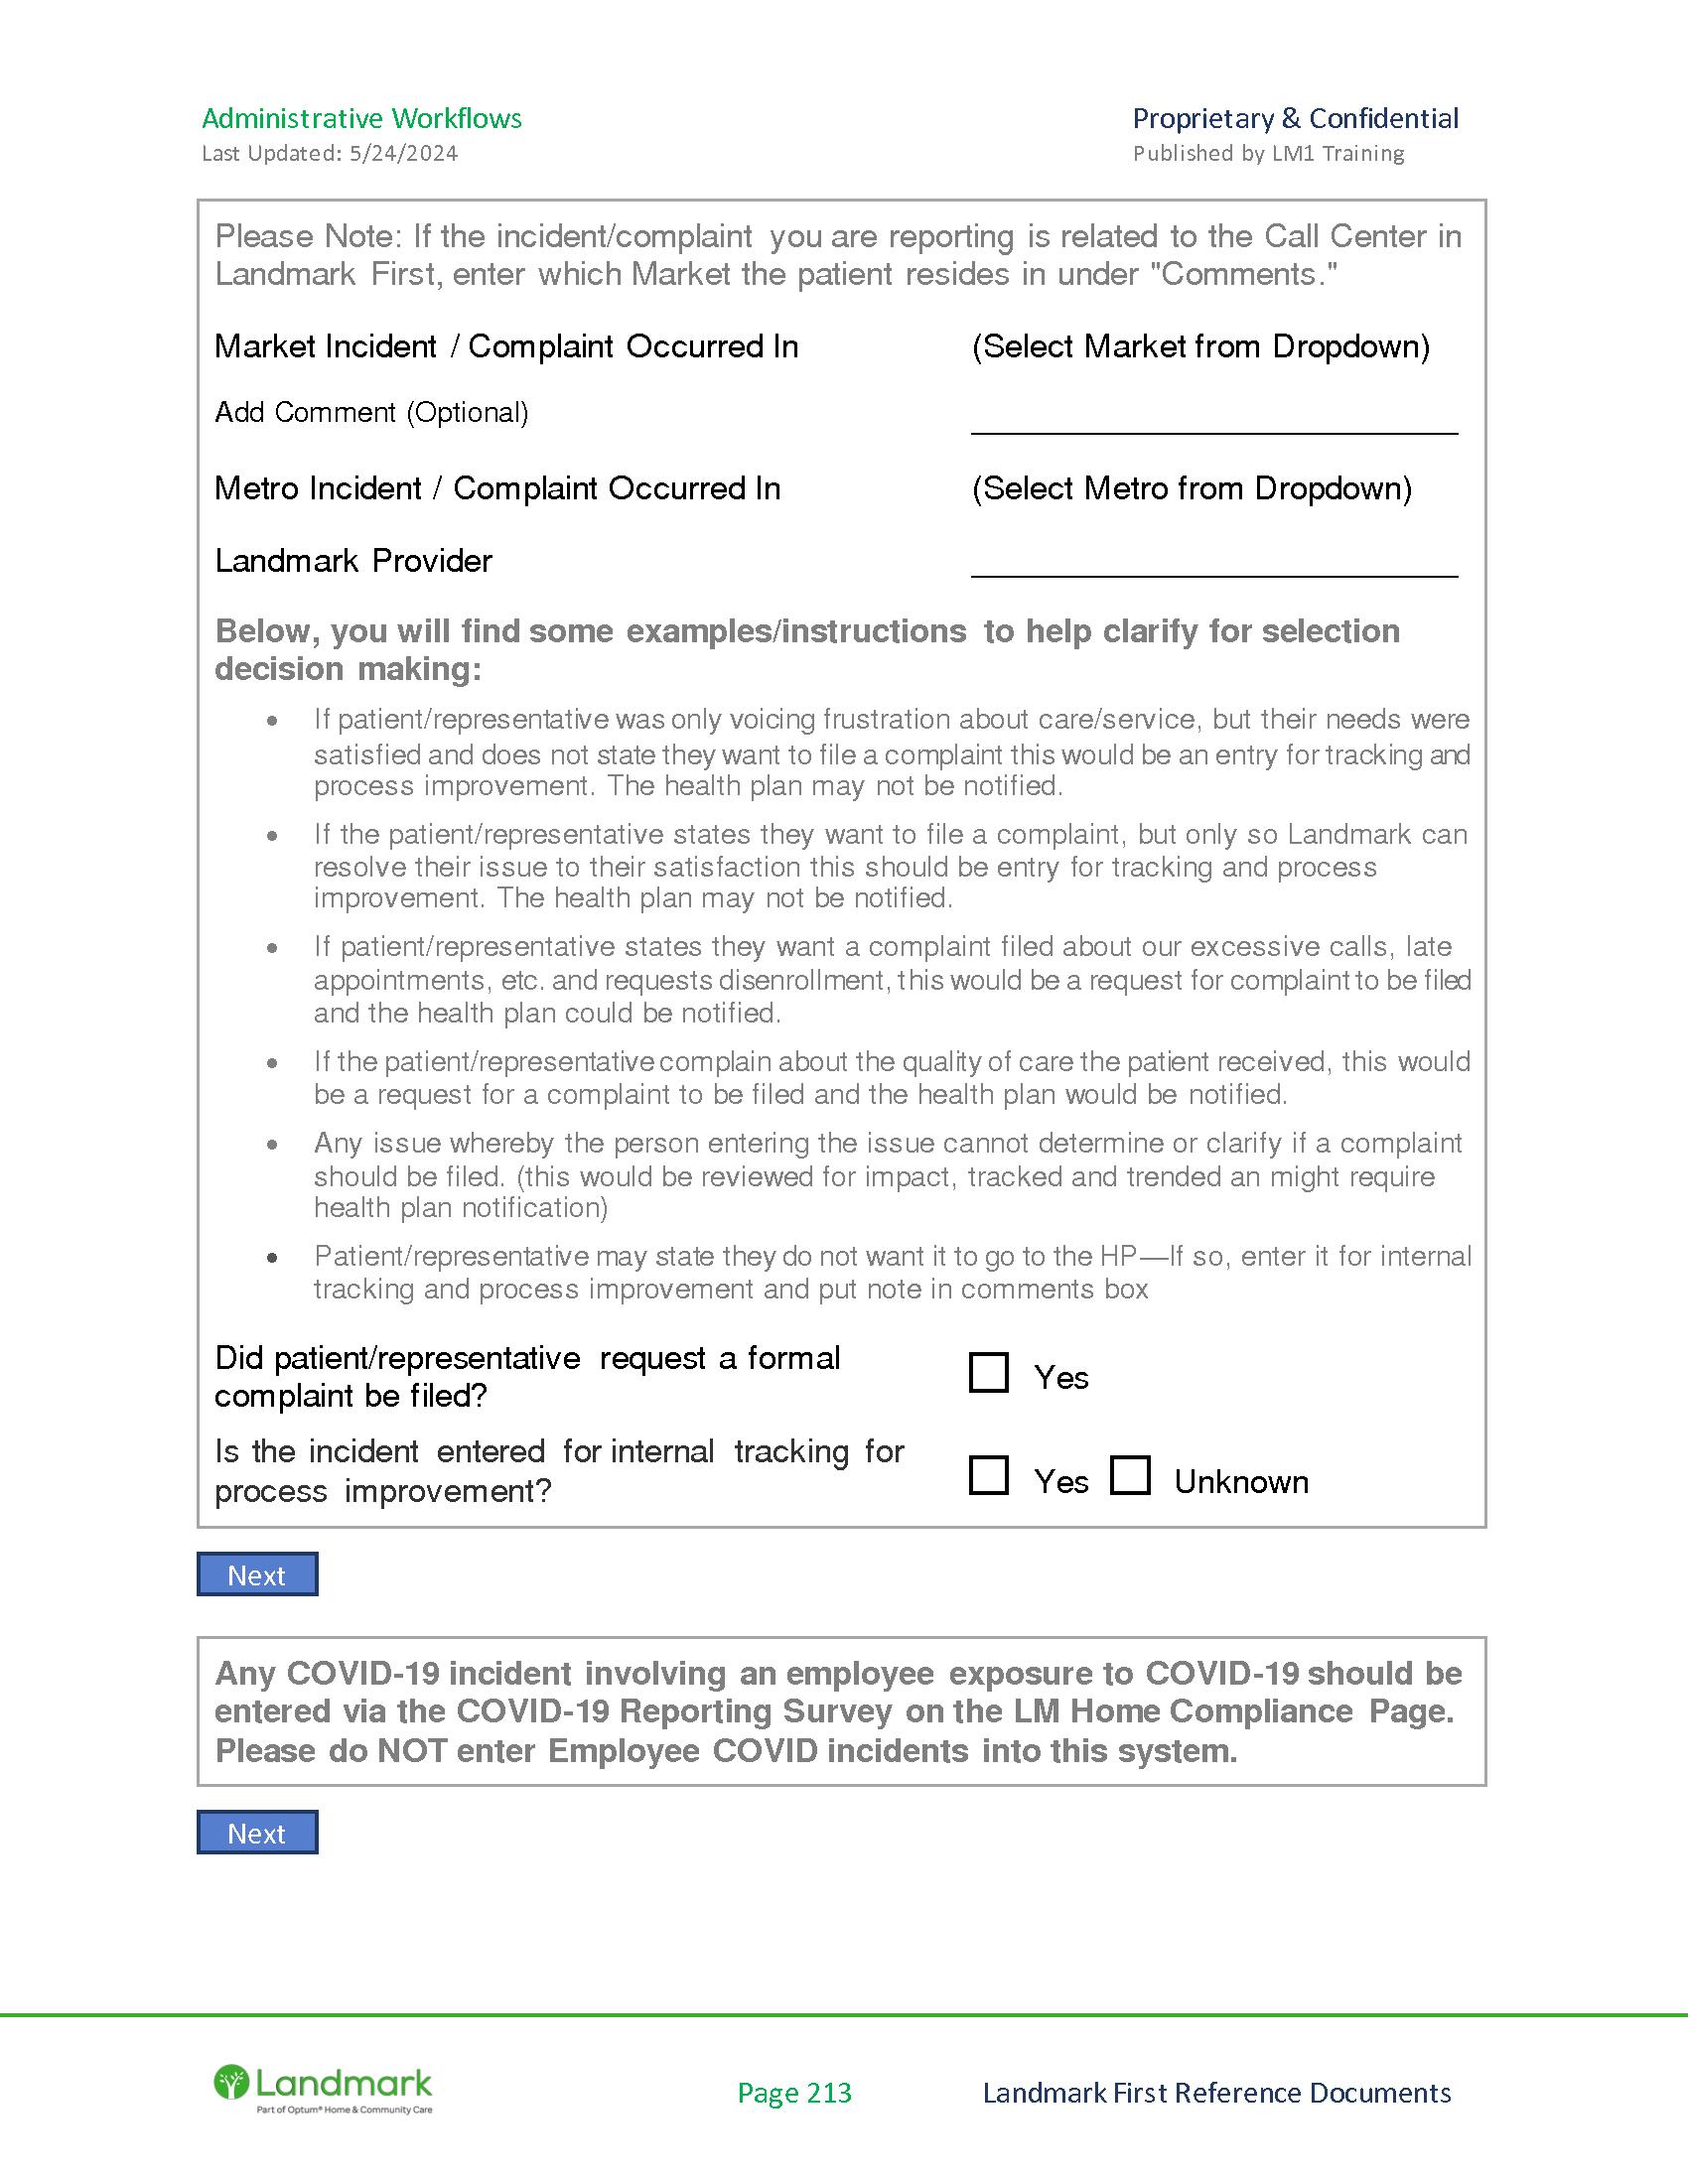 Administrative Workflows
Proprietary & Confidential
Last Updated: 5/24/2024
Published by LM1 Training
Please Note: If the incident/complaint you are reporting is related to the Call Center in
Landmark First, enter which Market the patient resides in under "Comments."
Market Incident / Complaint Occurred In
(Select Market from Dropdown)
Add Comment (Optional)
Metro Incident / Complaint Occurred In
(Select Metro from Dropdown)
Landmark Provider
Below, you will find some examples/instructions to help clarify for selection
decision making:
• If patient/representative was only voicing frustration about care/service, but their needs were
satisfied and does not state they want to file a complaint this would be an entry for tracking and
process improvement. The health plan may not be notified.
• If the patient/representative states they want to file a complaint, but only so Landmark can
resolve their issue to their satisfaction this should be entry for tracking and process
improvement. The health plan may not be notified.
• If patient/representative states they want a complaint filed about our excessive calls, late
appointments, etc. and requests disenrollment, this would be a request for complaint to be filed
and the health plan could be notified.
• If the patient/representative complain about the quality of care the patient received, this would
be a request for a complaint to be filed and the health plan would be notified.
• Any issue whereby the person entering the issue cannot determine or clarify if a complaint
should be filed. (this would be reviewed for impact, tracked and trended an might require
health plan notification)
• Patient/representative may state they do not want it to go to the HP—If so, enter it for internal
tracking and process improvement and put note in comments box
Did patient/representative request a formal
complaint be filed?
Yes
Is the incident entered for internal tracking for
process improvement?
Yes Unknown
Next
Any COVID-19 incident involving an employee exposure to COVID-19 should be
entered via the COVID-19 Reporting Survey on the LM Home Compliance Page.
Please do NOT enter Employee COVID incidents into this system.
Next
Landmark
Part of Optum® Home & Community Care
Page 213
Landmark First Reference Documents